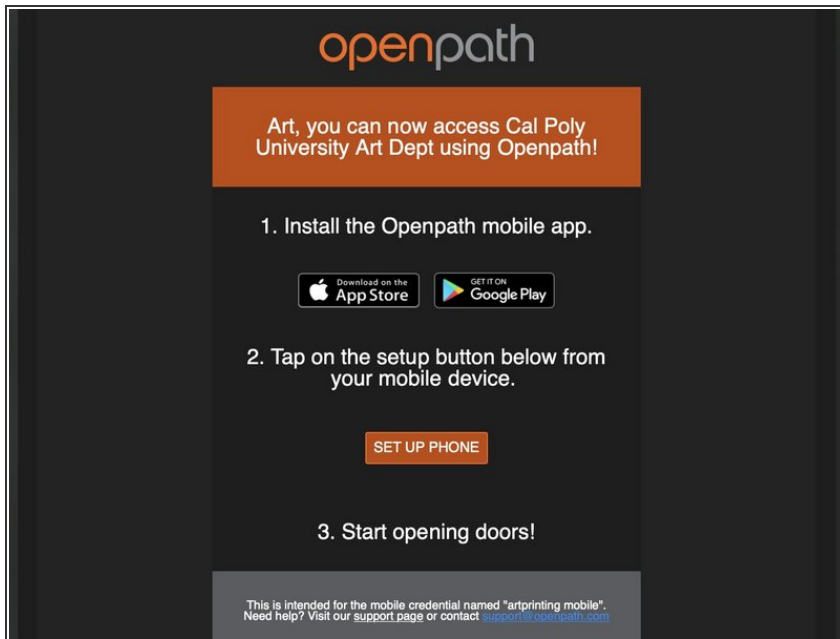 openpath
Art, you can now access Cal Poly
University Art Dept using Openpath!
1. Install the Openpath mobile app.
Download on the
App Store
GET IT ON
Google Play
2. Tap on the setup button below from
your mobile device.
SET UP PHONE
3. Start opening doors!
This is intended for the mobile credential named "artprinting mobile".
Need help? Visit our support page or contact support@openpath.com